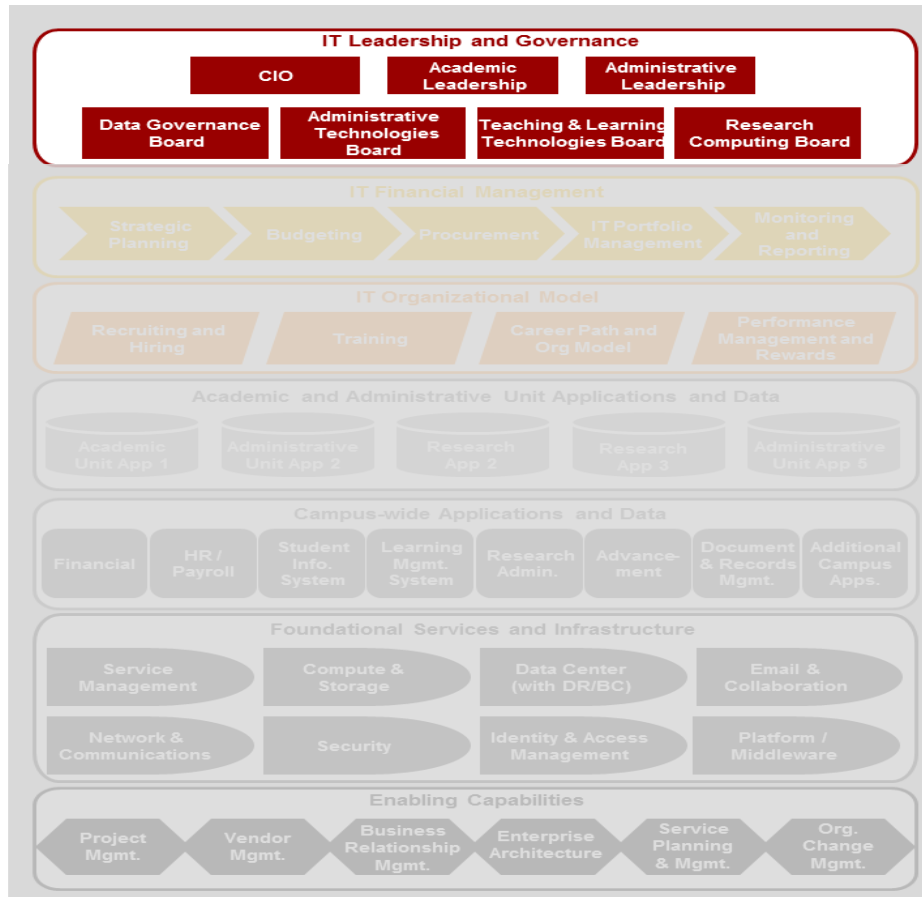 IT Leadership and Governance
CIO
Academic
Leadership
Administrative
Leadership
Data Governance
Board
Administrative
Technologies
Board
Teaching & Learning
Technologies Board
Research
Computing Board
IT Financial Management
Strategic
Planning
Budgeting
Procurement
IT Portfolio
Management
Monitoring
and
Reporting
IT Organizational Model
Recruiting and
Hiring
Training
Career Path and
Org Model
Performance
Management and
Rewards
Academic and Administrative Unit Applications and Data
Academic
Unit App 1
Administrative
Unit App 2
Research
App 2
Research
App 3
Administrative
Unit App 5
Campus-wide Applications and Data
Financial
HR /
Payroll
Student
Info.
System
Learning
Mgmt.
System
Research
Admin.
Advance-
ment
Document
& Records
Mgmt.
Additional
Campus
Apps.
Foundational Services and Infrastructure
Service
Management
Compute &
Storage
Data Center
(with DR/BC)
Email &
Collaboration
Network &
Communications
Security
Identity & Access
Management
Platform /
Middleware
Enabling Capabilities
Project
Mgmt.
Vendor
Mgmt.
Business
Relationship
Mgmt.
Enterprise
Architecture
Service
Planning
& Mgmt.
Org.
Change
Mgmt.